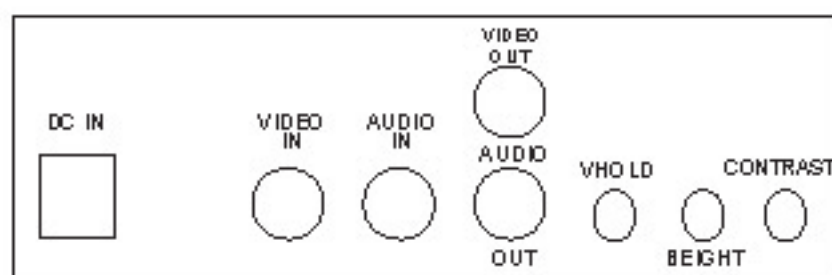 VIDEO
OUT
DC IN
VIDEO
IN
AUDIO
IN
AUDIO
OUT
VHOLD
BEIGHT
CONTRAST